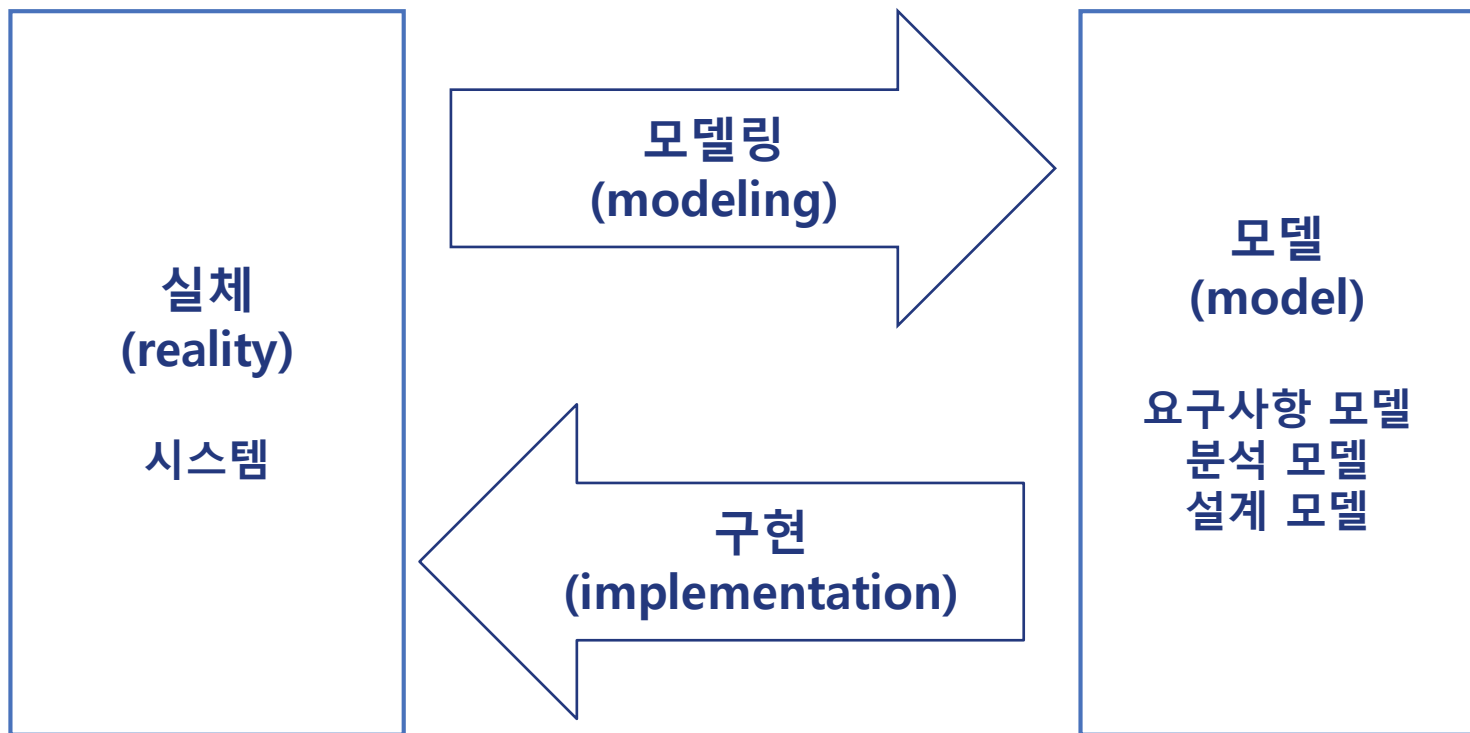 실체
(reality)
시스템
모델링
(modeling)
구현
(implementation)
모델
(model)
요구사항 모델
분석 모델
설계 모델